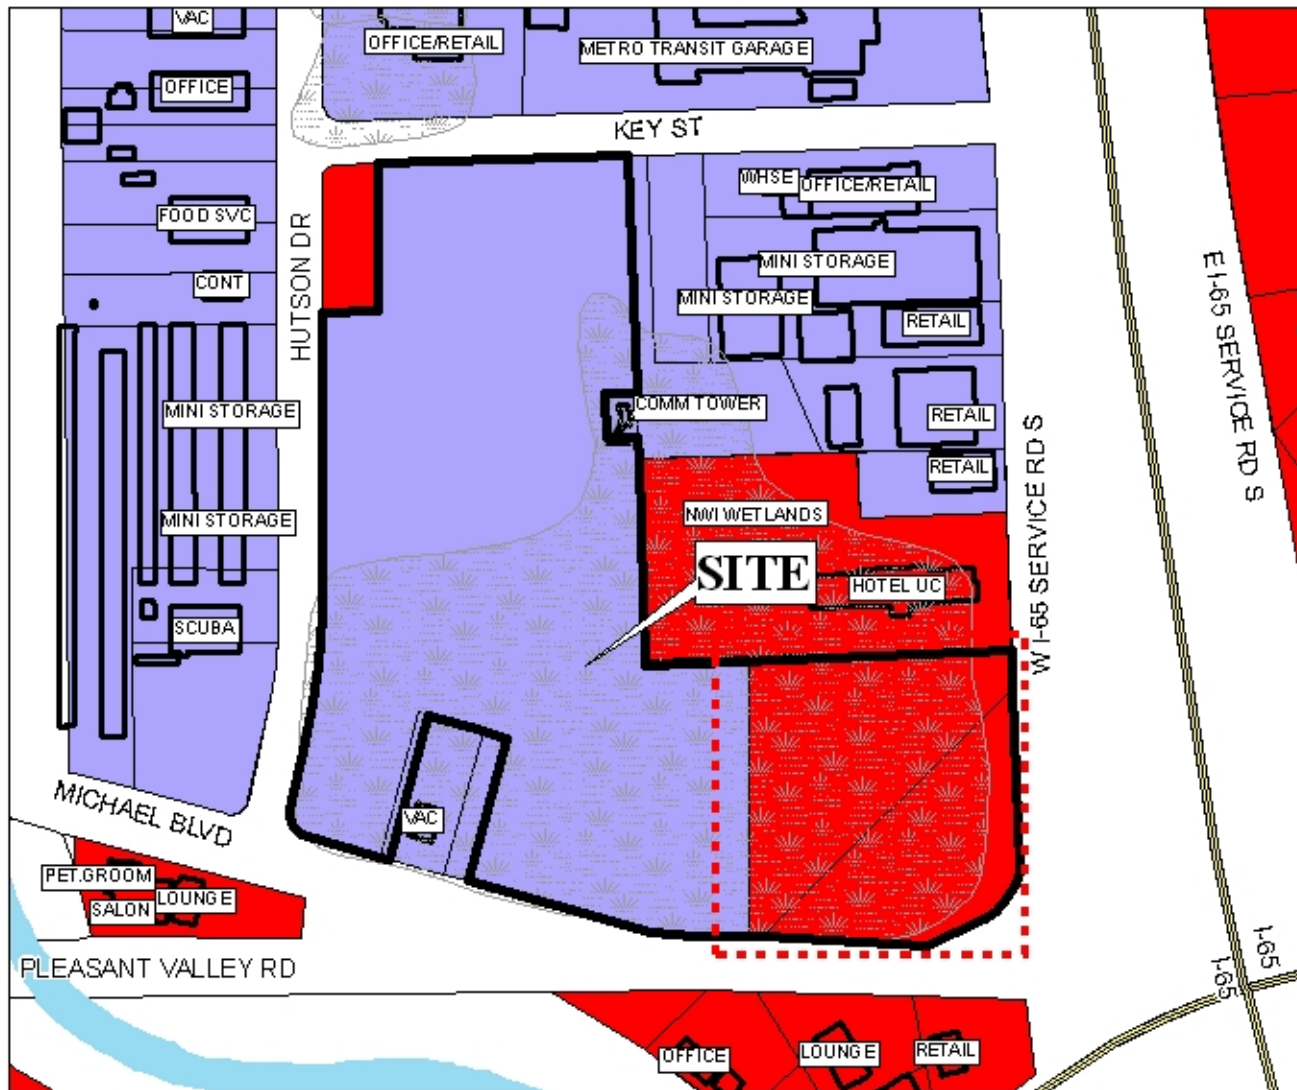 VAC
OFFICE/RETAIL
METRO TRANSIT GARAGE
OFFICE
KEY ST
WHSE
OFFICE/RETAIL
FOOD SVC
HUTSON DR
CONT
MINI STORAGE
MINI STORAGE
RETAIL
E I-65 SERVICE RD S
MINI STORAGE
COMM TOWER
RETAIL
RETAIL
MINI STORAGE
NWI WETLANDS
SITE
HOTEL UC
W I-65 SERVICE RD S
SCUBA
MICHAEL BLVD
VAC
PET.GROOM
LOUNGE
SALON
PLEASANT VALLEY RD
I-65
I-65
OFFICE
LOUNGE
RETAIL